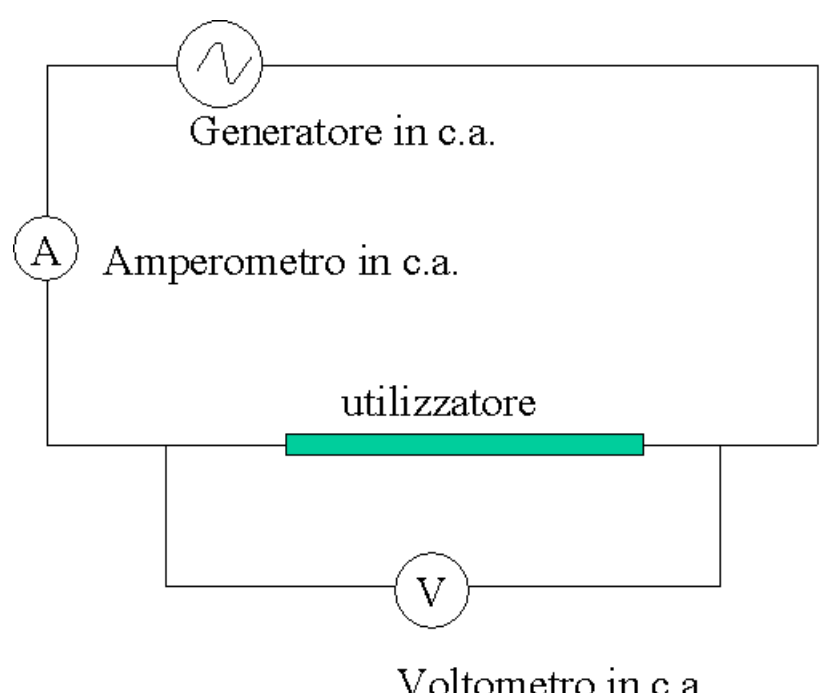 Generatore in c.a.
A
Amperometro in c.a.
utilizzatore
V
Voltometro in c.a.